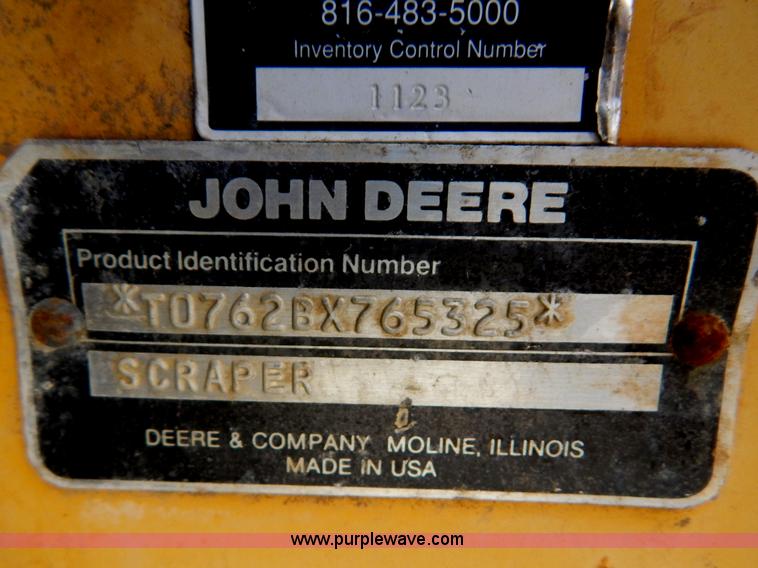 816-483-5000
Inventory Control Number
1123
JOHN DEERE
Product Identification Number
*T0762BX765325*
SCRAPER
DEERE & COMPANY MOLINE, ILLINOIS
MADE IN USA
www.purplewave.com